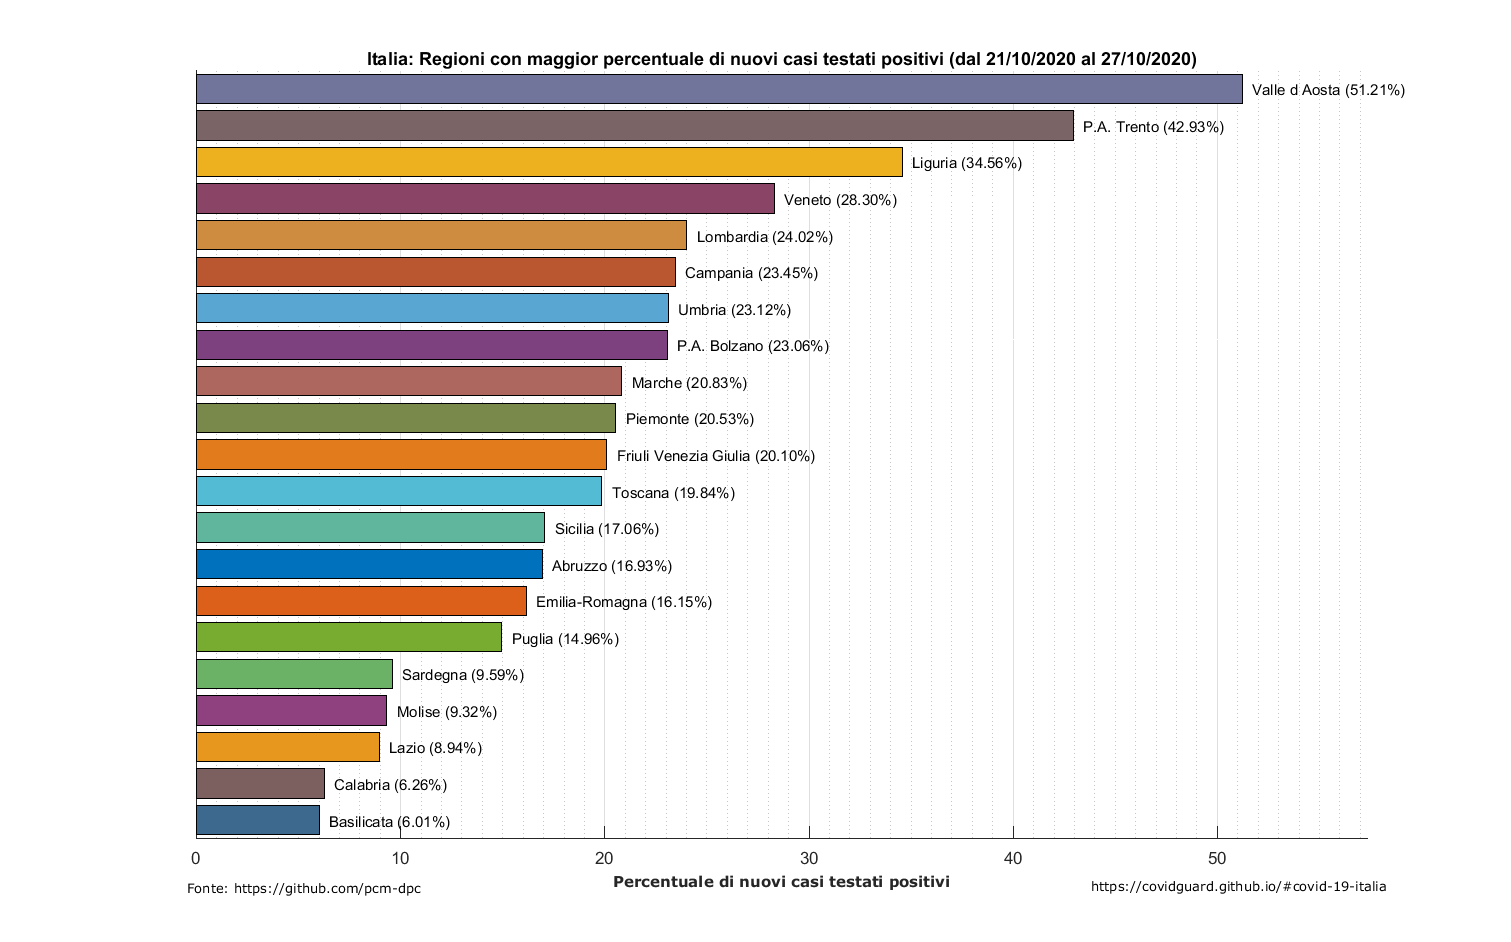 Italia: Regioni con maggior percentuale di nuovi casi testati positivi (dal 21/10/2020 al 27/10/2020)
Valle d Aosta (51.21%)
P.A. Trento (42.93%)
Liguria (34.56%)
Veneto (28.30%)
Lombardia (24.02%)
Campania (23.45%)
Umbria (23.12%)
P.A. Bolzano (23.06%)
Marche (20.83%)
Piemonte (20.53%)
Friuli Venezia Giulia (20.10%)
Toscana (19.84%)
Sicilia (17.06%)
Abruzzo (16.93%)
Emilia-Romagna (16.15%)
Puglia (14.96%)
Sardegna (9.59%)
Molise (9.32%)
Lazio (8.94%)
Calabria (6.26%)
Basilicata (6.01%)
0 10 20 30 40 50
Percentuale di nuovi casi testati positivi
Fonte: https://github.com/pcm-dpc
https://covidguard.github.io/#covid-19-italia